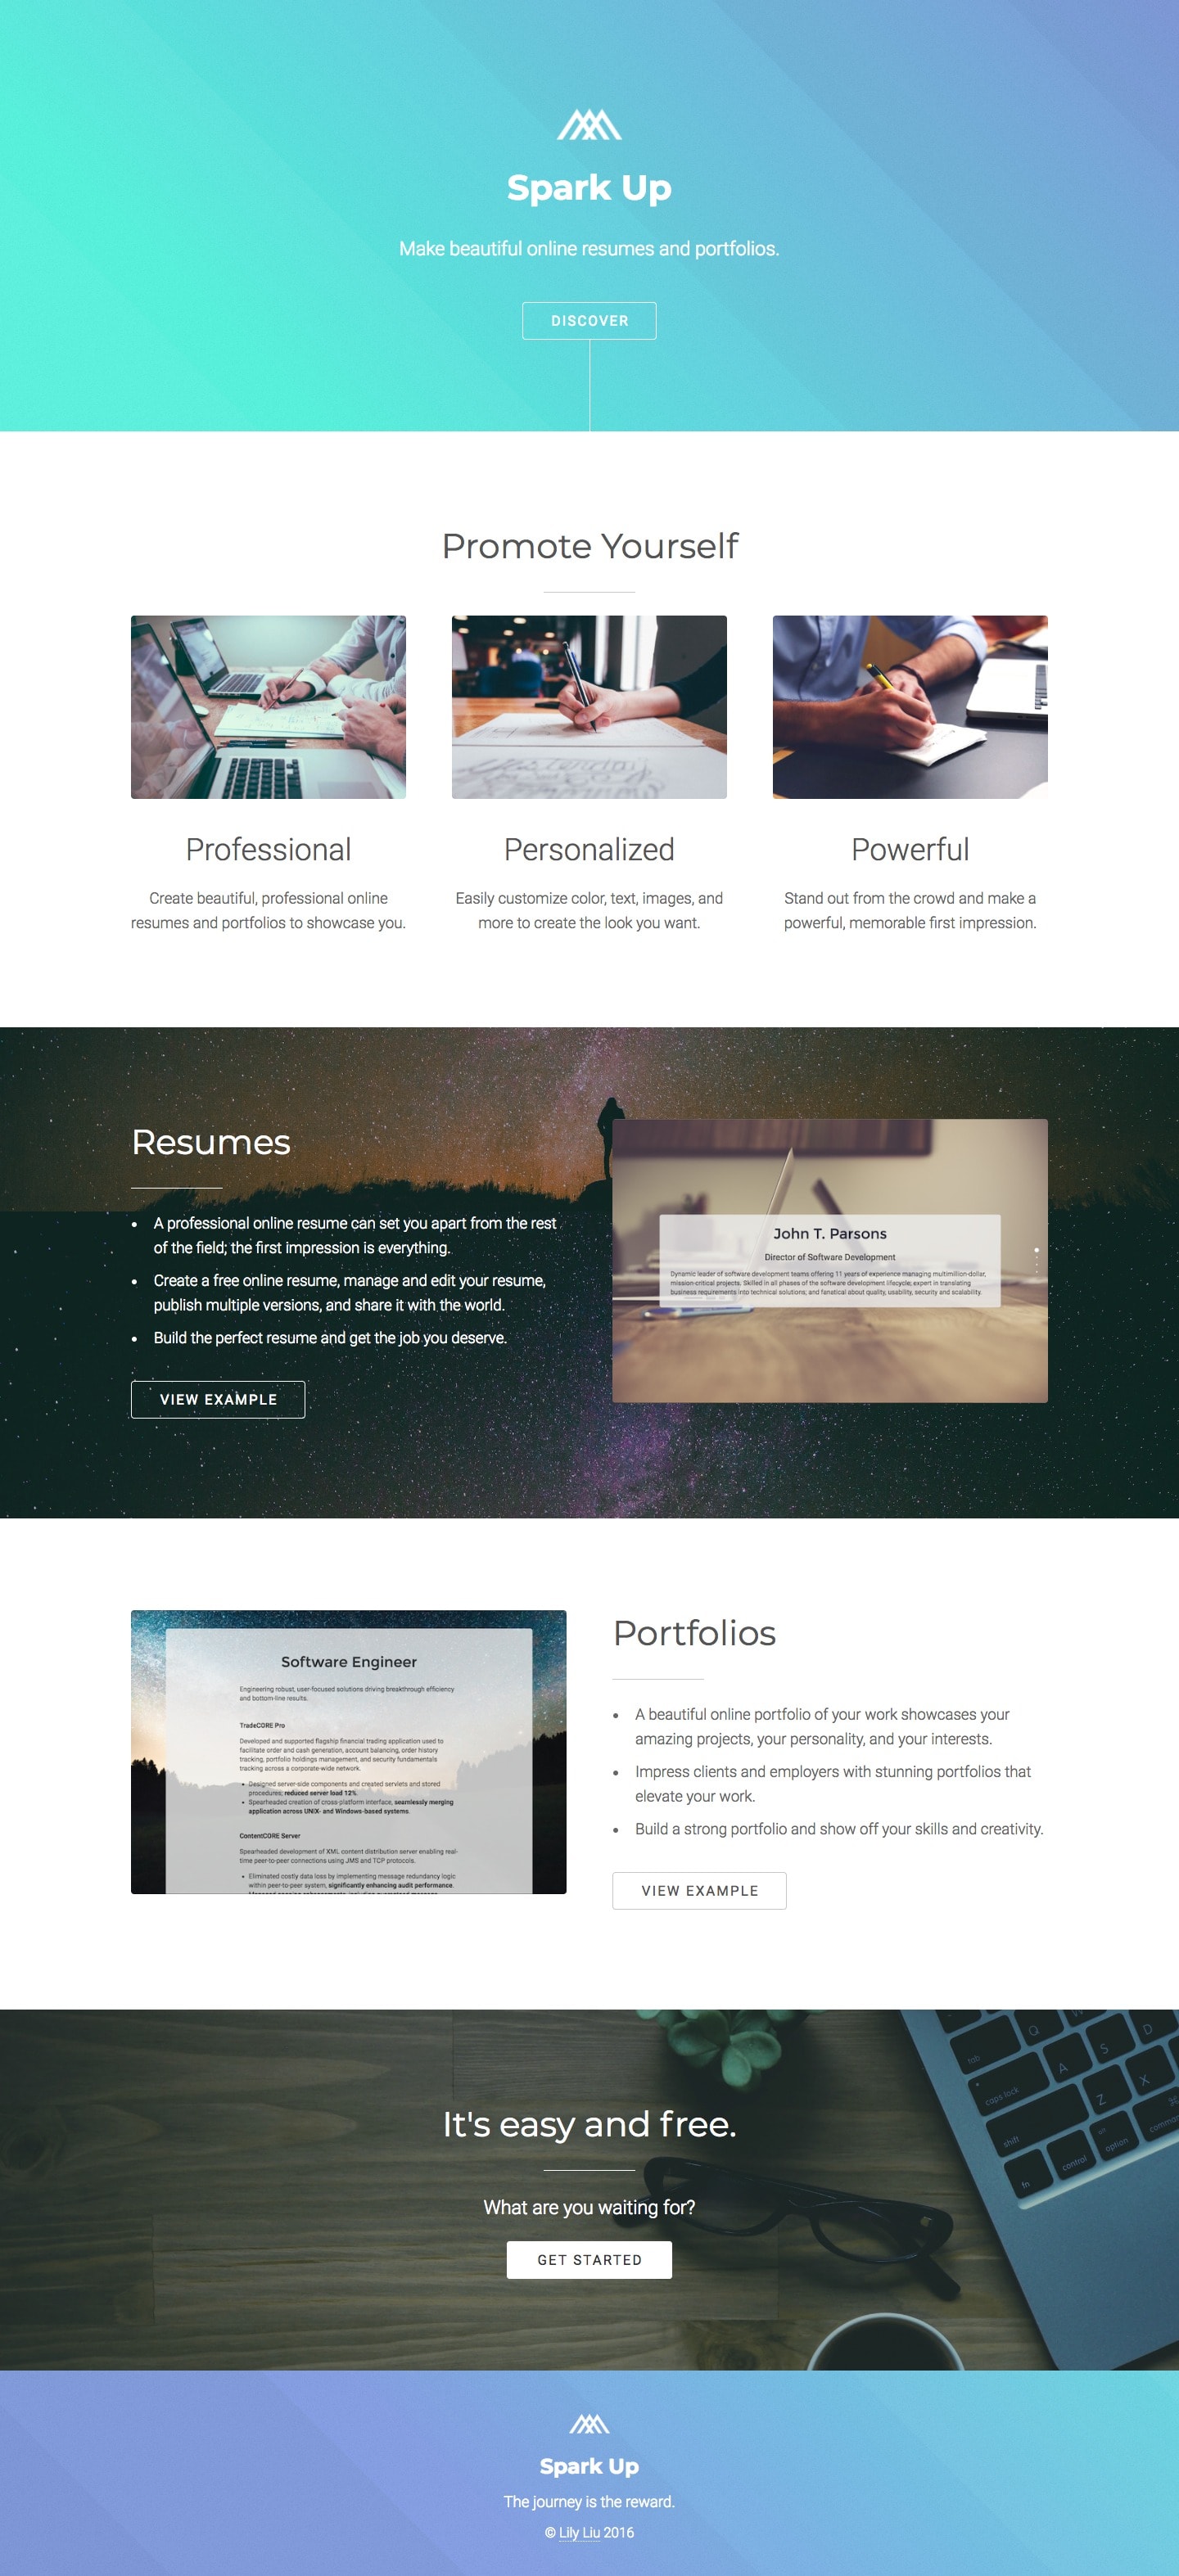 Spark Up
Make beautiful online resumes and portfolios.
DISCOVER
Promote Yourself
Professional
Create beautiful, professional online
resumes and portfolios to showcase you.
Personalized
Easily customize color, text, images, and
more to create the look you want.
Powerful
Stand out from the crowd and make a
powerful, memorable first impression.
Resumes
• A professional online resume can set you apart from the rest
of the field; the first impression is everything.
• Create a free online resume, manage and edit your resume,
publish multiple versions, and share it with the world.
• Build the perfect resume and get the job you deserve.
VIEW EXAMPLE
John T. Parsons
Director of Software Development
Dynamic leader of software development teams offering 11 years of experience managing multimillion-dollar,
mission-critical projects. Skilled in all phases of the software development lifecycle; expert in translating
business requirements into technical solutions; and fanatical about quality, usability, security and scalability.
Software Engineer
Engineering robust, user-focused solutions driving breakthrough efficiency
and bottom-line results.
TradeCORE Pro
Developed and supported flagship financial trading application used to
facilitate order and cash generation, account balancing, order history
tracking, portfolio holdings management, and security fundamentals
tracking across a corporate-wide network.
• Designed server-side components and created servlets and stored
procedures; reduced server load 12%.
• Spearheaded creation of cross-platform interface, seamlessly merging
application across UNIX- and Windows-based systems.
ContentCORE Server
Spearheaded development of XML content distribution server enabling real-
time peer-to-peer connections using JMS and TCP protocols.
• Eliminated costly data loss by implementing message redundancy logic
within peer-to-peer system, significantly enhancing audit performance.
Portfolios
• A beautiful online portfolio of your work showcases your
amazing projects, your personality, and your interests.
• Impress clients and employers with stunning portfolios that
elevate your work.
• Build a strong portfolio and show off your skills and creativity.
VIEW EXAMPLE
Q W
tab A S D
caps lock Z X
shift
fn control option command
It's easy and free.
What are you waiting for?
GET STARTED
Spark Up
The journey is the reward.
© Lily Liu 2016